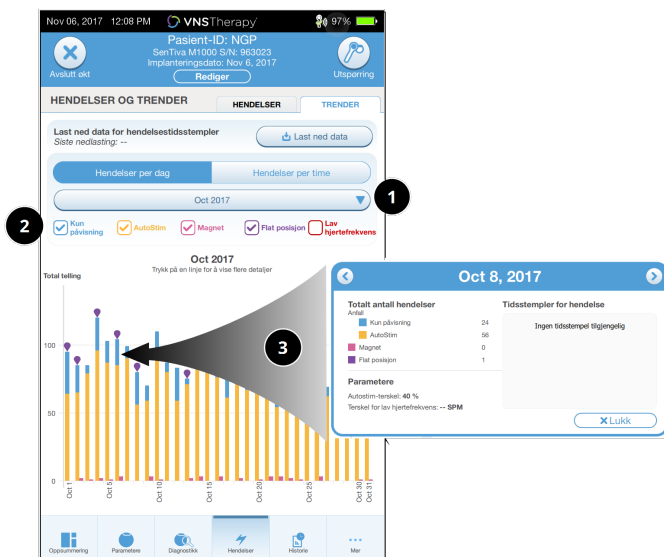 Nov 06, 2017 12:08 PM VNSTherapy 97%
Pasient-ID: NGP
SenTiva M1000 S/N: 963023
Implanteringsdato: Nov 6, 2017
Avslutt økt
Rediger
Utspørring
HENDELSER OG TRENDER
HENDELSER
TRENDER
Last ned data for hendelsestidsstempler
Siste nedlasting: --
Last ned data
Hendelser per dag
Hendelser per time
Oct 2017
1
2
Kun påvisning
AutoStim
Magnet
Flat posisjon
Lav hjertefrekvens
Oct 2017
Trykk på en linje for å vise flere detaljer
Total telling
100
50
0
Oct 1
Oct 5
Oct 10
Oct 15
Oct 20
Oct 25
Oct 30
Oct 31
3
Oct 8, 2017
Totalt antall hendelser
Anfall
Kun påvisning 24
AutoStim 56
Magnet 0
Flat posisjon 1
Parametere
Autostim-terskel: 40 %
Terskel for lav hjertefrekvens: -- SPM
Tidsstempler for hendelse
Ingen tidsstempel tilgjengelig
Lukk
Oppsummering
Parametere
Diagnostikk
Hendelser
Historie
Mer